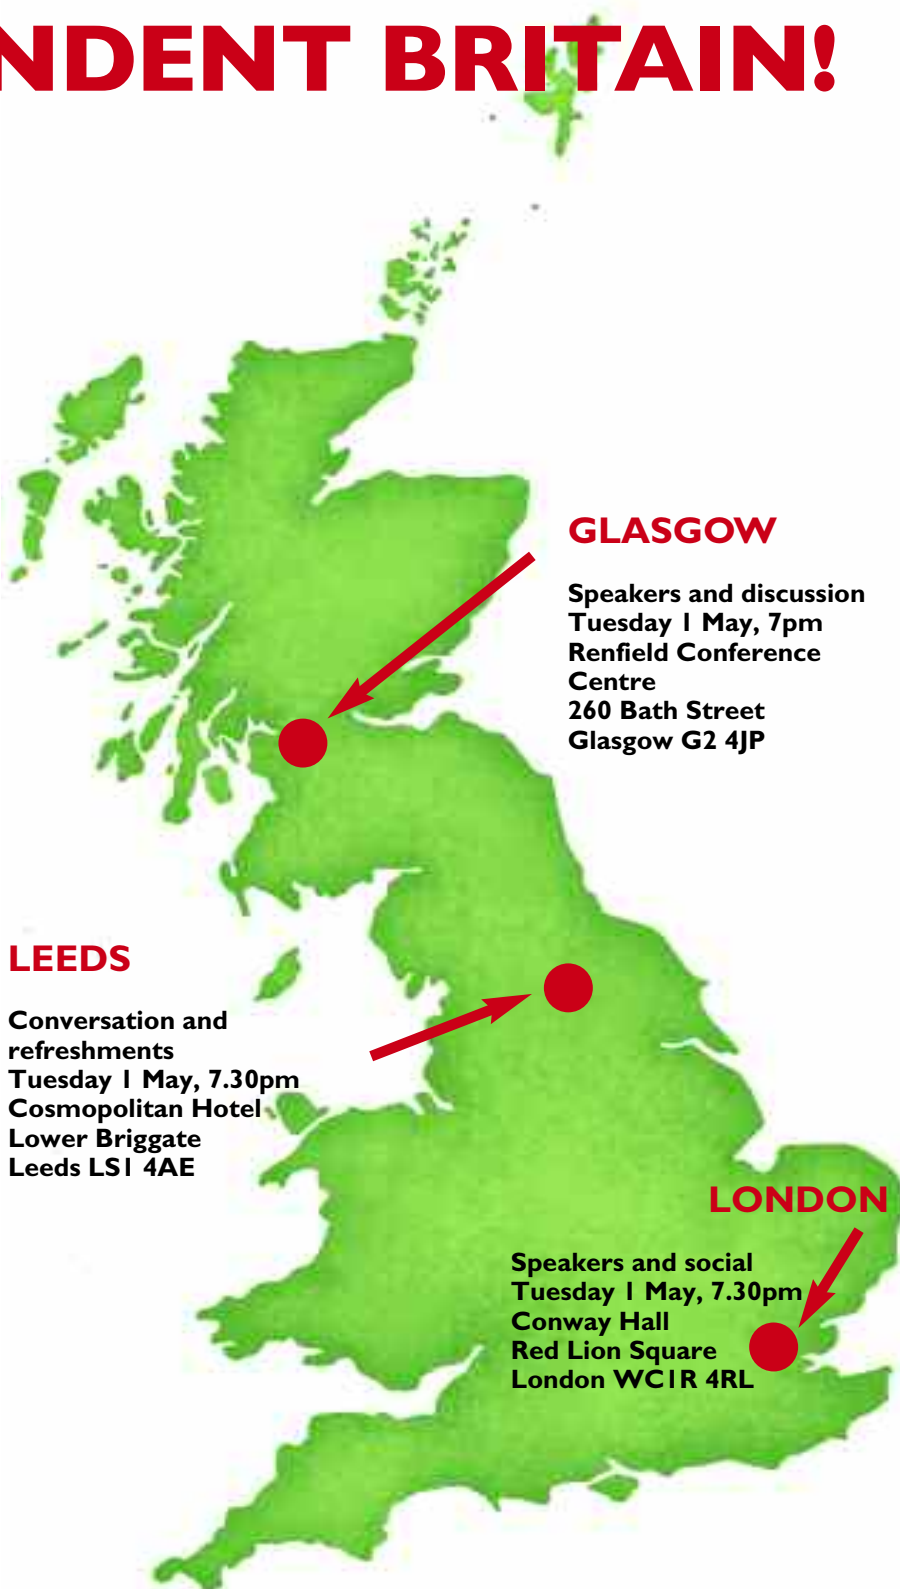 NDENT BRITAIN!
GLASGOW
Speakers and discussion
Tuesday 1 May, 7pm
Renfield Conference
Centre
260 Bath Street
Glasgow G2 4JP
LEEDS
Conversation and
refreshments
Tuesday 1 May, 7.30pm
Cosmopolitan Hotel
Lower Briggate
Leeds LS1 4AE
LONDON
Speakers and social
Tuesday 1 May, 7.30pm
Conway Hall
Red Lion Square
London WC1R 4RL